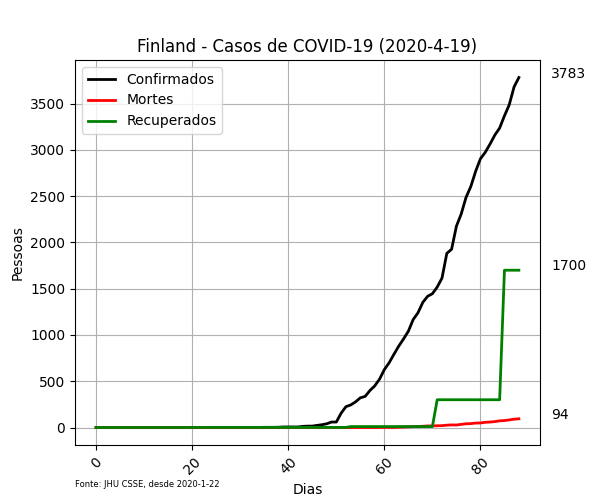 Finland - Casos de COVID-19 (2020-4-19)
Confirmados
Mortes
Recuperados
3783
1700
94
Pessoas
3500
3000
2500
2000
1500
1000
500
0
0
20
40
60
80
Dias
Fonte: JHU CSSE, desde 2020-1-22